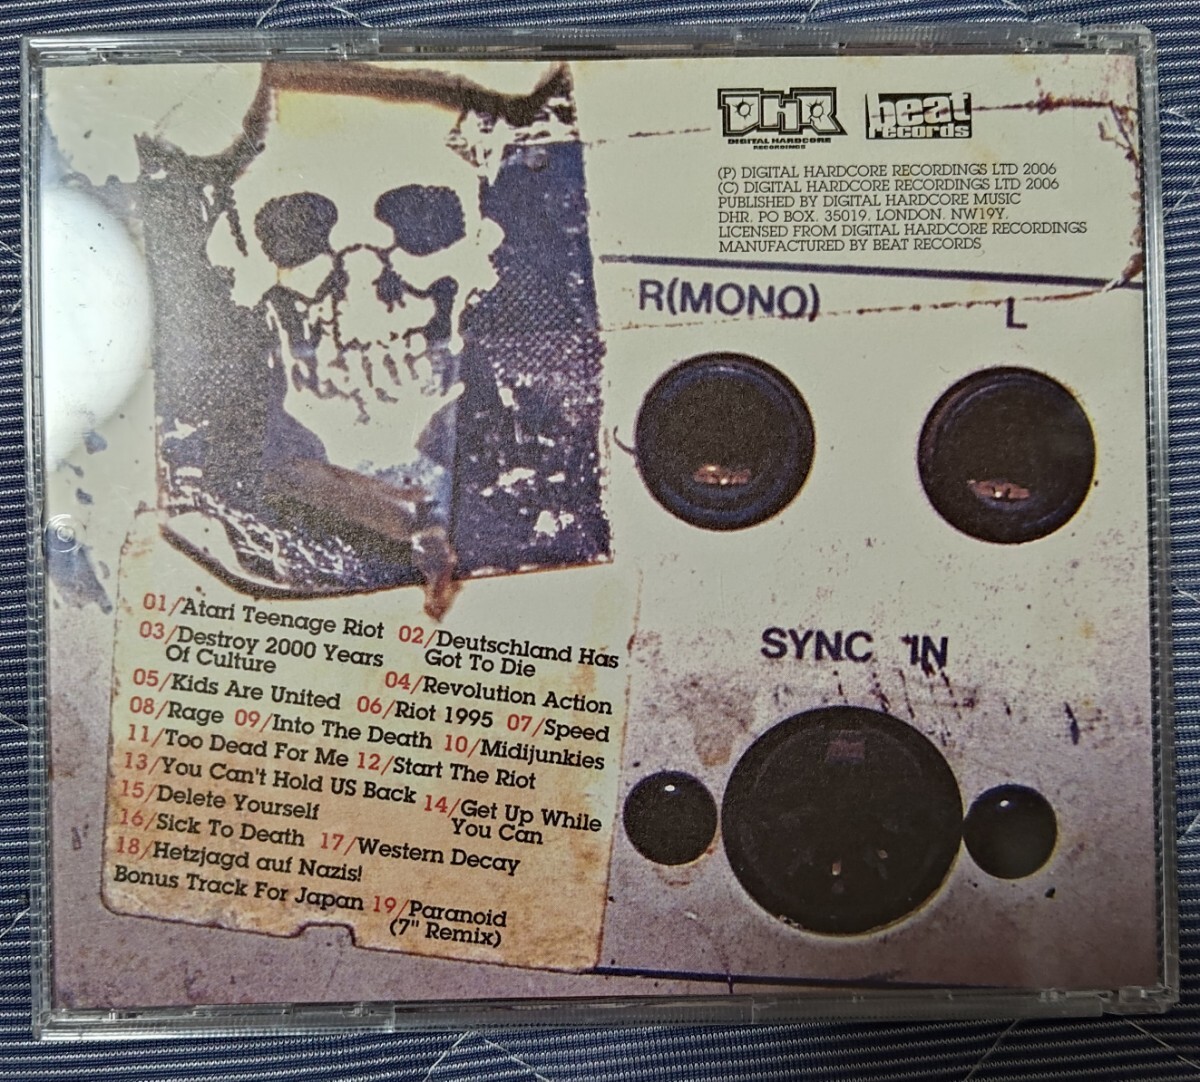 DHR
DIGITAL HARDCORE
RECORDINGS
beat
records
(P) DIGITAL HARDCORE RECORDINGS LTD 2006
(C) DIGITAL HARDCORE RECORDINGS LTD 2006
PUBLISHED BY DIGITAL HARDCORE MUSIC
DHR. PO BOX. 35019. LONDON. NW19Y.
LICENSED FROM DIGITAL HARDCORE RECORDINGS
MANUFACTURED BY BEAT RECORDS
R(MONO) L
SYNC IN
01/Atari Teenage Riot 02/Deutschland Has
Got To Die
03/Destroy 2000 Years
Of Culture
04/Revolution Action
05/Kids Are United 06/Riot 1995 07/Speed
08/Rage 09/Into The Death 10/Midijunkies
11/Too Dead For Me 12/Start The Riot
13/You Can't Hold US Back 14/Get Up While
You Can
15/Delete Yourself
16/Sick To Death 17/Western Decay
18/Hetzjagd auf Nazis!
Bonus Track For Japan 19/Paranoid
(7" Remix)